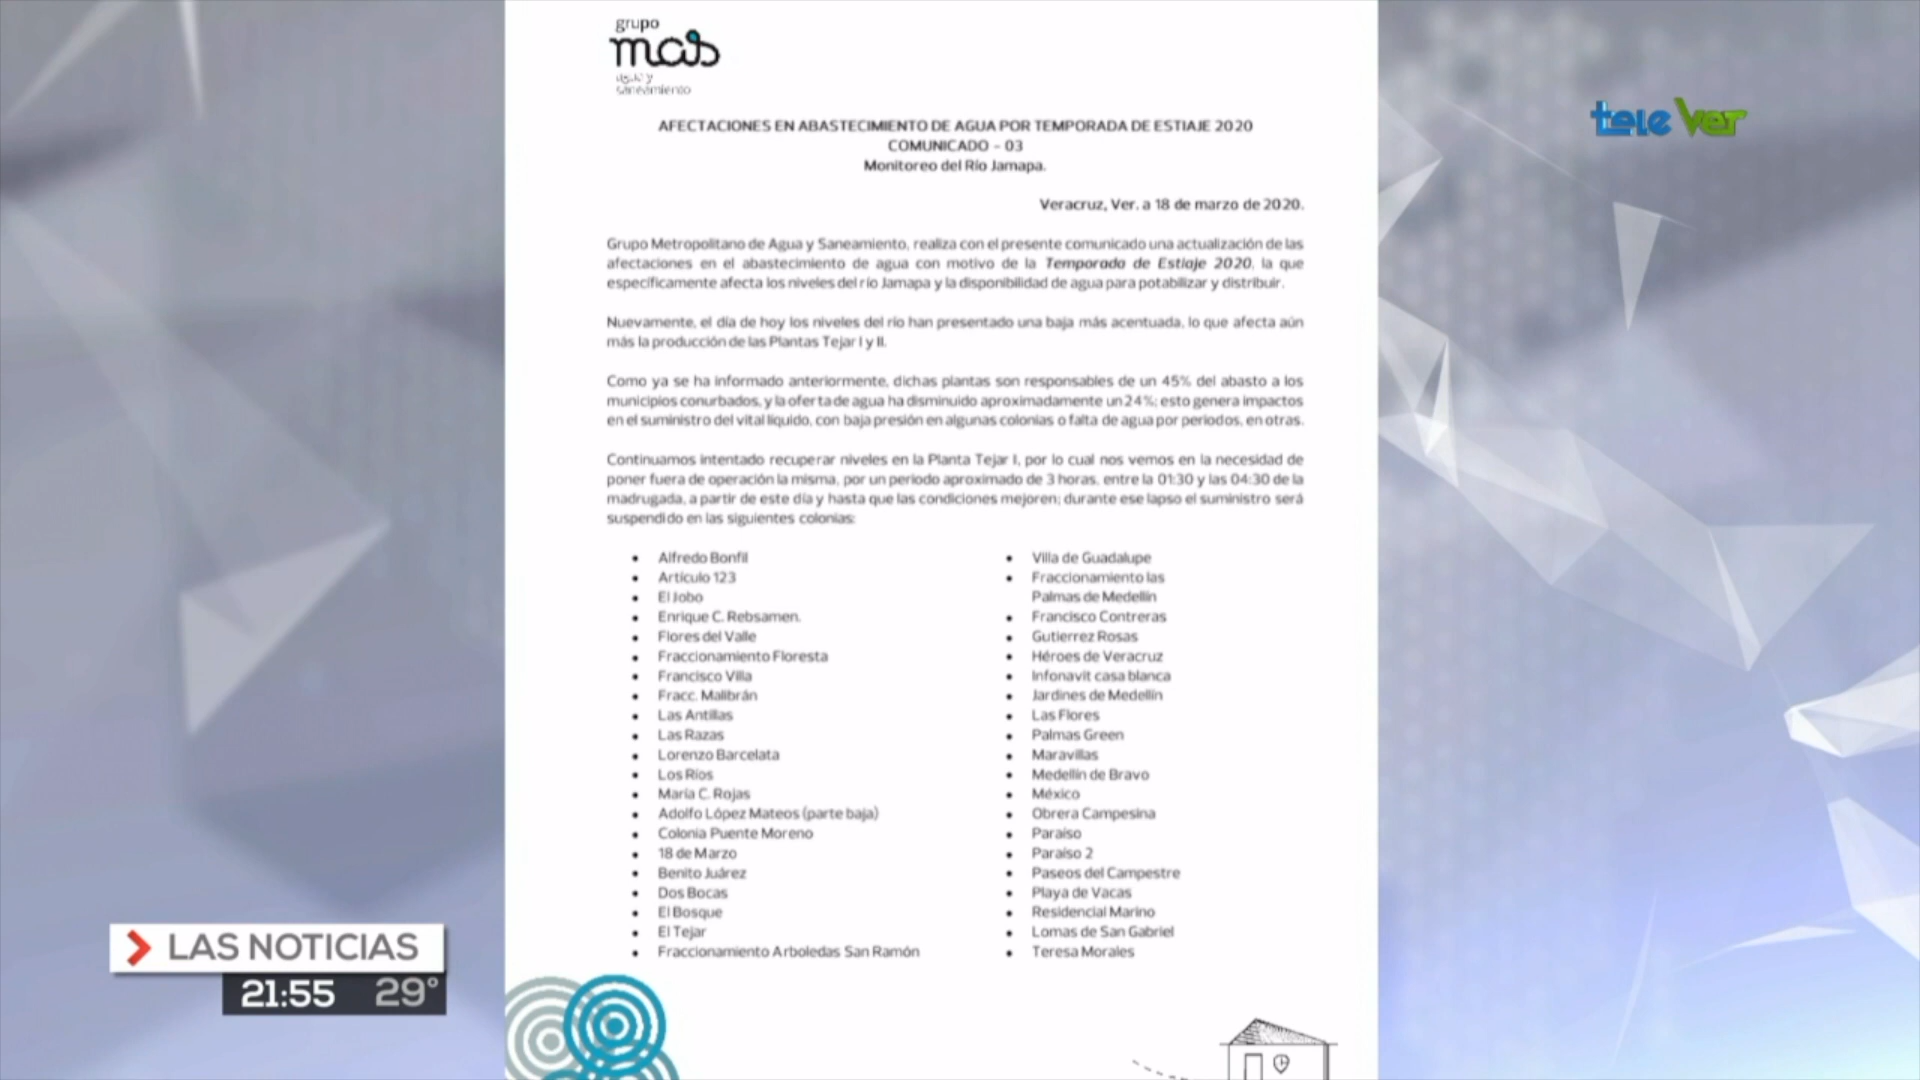 grupo
mas
agua y
saneamiento
tele Ver
AFECTACIONES EN ABASTECIMIENTO DE AGUA POR TEMPORADA DE ESTIAJE 2020
COMUNICADO - 03
Monitoreo del Río Jamapa.
Veracruz, Ver. a 18 de marzo de 2020.
Grupo Metropolitano de Agua y Saneamiento, realiza con el presente comunicado una actualización de las
afectaciones en el abastecimiento de agua con motivo de la Temporada de Estiaje 2020, la que
específicamente afecta los niveles del río Jamapa y la disponibilidad de agua para potabilizar y distribuir.
Nuevamente, el día de hoy los niveles del río han presentado una baja más acentuada, lo que afecta aún
más la producción de las Plantas Tejar I y II.
Como ya se ha informado anteriormente, dichas plantas son responsables de un 45% del abasto a los
municipios conurbados, y la oferta de agua ha disminuido aproximadamente un 24%; esto genera impactos
en el suministro del vital líquido, con baja presión en algunas colonias o falta de agua por periodos, en otras.
Continuamos intentado recuperar niveles en la Planta Tejar I, por lo cual nos vemos en la necesidad de
poner fuera de operación la misma, por un periodo aproximado de 3 horas, entre la 01:30 y las 04:30 de la
madrugada, a partir de este día y hasta que las condiciones mejoren; durante ese lapso el suministro será
suspendido en las siguientes colonias:
• Alfredo Bonfil
• Artículo 123
• El Jobo
• Enrique C. Rebsamen.
• Flores del Valle
• Fraccionamiento Floresta
• Francisco Villa
• Fracc. Malibrán
• Las Antillas
• Las Razas
• Lorenzo Barcelata
• Los Ríos
• María C. Rojas
• Adolfo López Mateos (parte baja)
• Colonia Puente Moreno
• 18 de Marzo
• Benito Juárez
• Dos Bocas
• El Bosque
• El Tejar
• Fraccionamiento Arboledas San Ramón
• Villa de Guadalupe
• Fraccionamiento las
Palmas de Medellín
• Francisco Contreras
• Gutierrez Rosas
• Héroes de Veracruz
• Infonavit casa blanca
• Jardines de Medellín
• Las Flores
• Palmas Green
• Maravillas
• Medellín de Bravo
• México
• Obrera Campesina
• Paraíso
• Paraíso 2
• Paseos del Campestre
• Playa de Vacas
• Residencial Marino
• Lomas de San Gabriel
• Teresa Morales
LAS NOTICIAS
21:55 29°